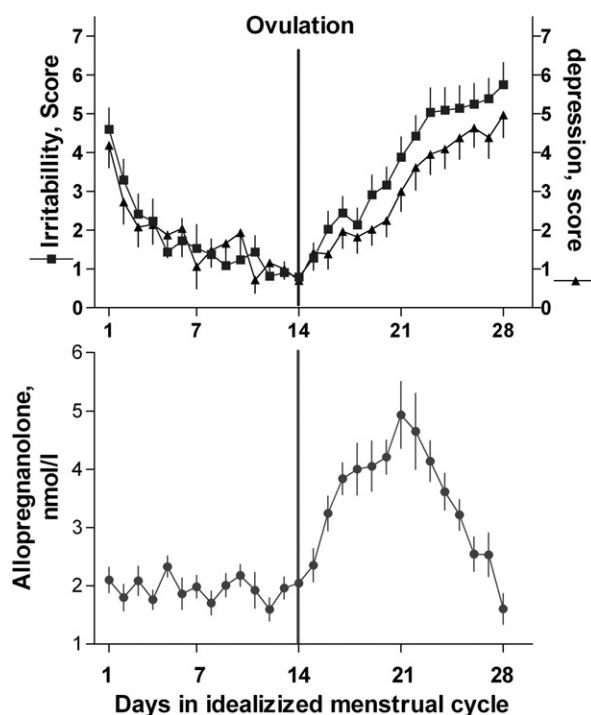 Ovulation
7 7
6 6
5 5
4 4
3 3
2 2
1 1
0 0
Irritabillity, Score
depression, score
1 7 14 21 28
6
5
4
3
2
1
Allopregnanolone,
nmol/l
1 7 14 21 28
Days in idealizized menstrual cycle